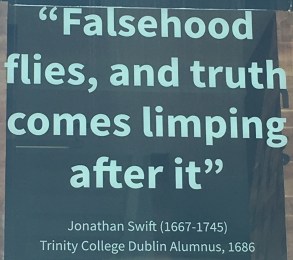 “Falsehood
flies, and truth
comes limping
after it”
Jonathan Swift (1667-1745)
Trinity College Dublin Alumnus, 1686